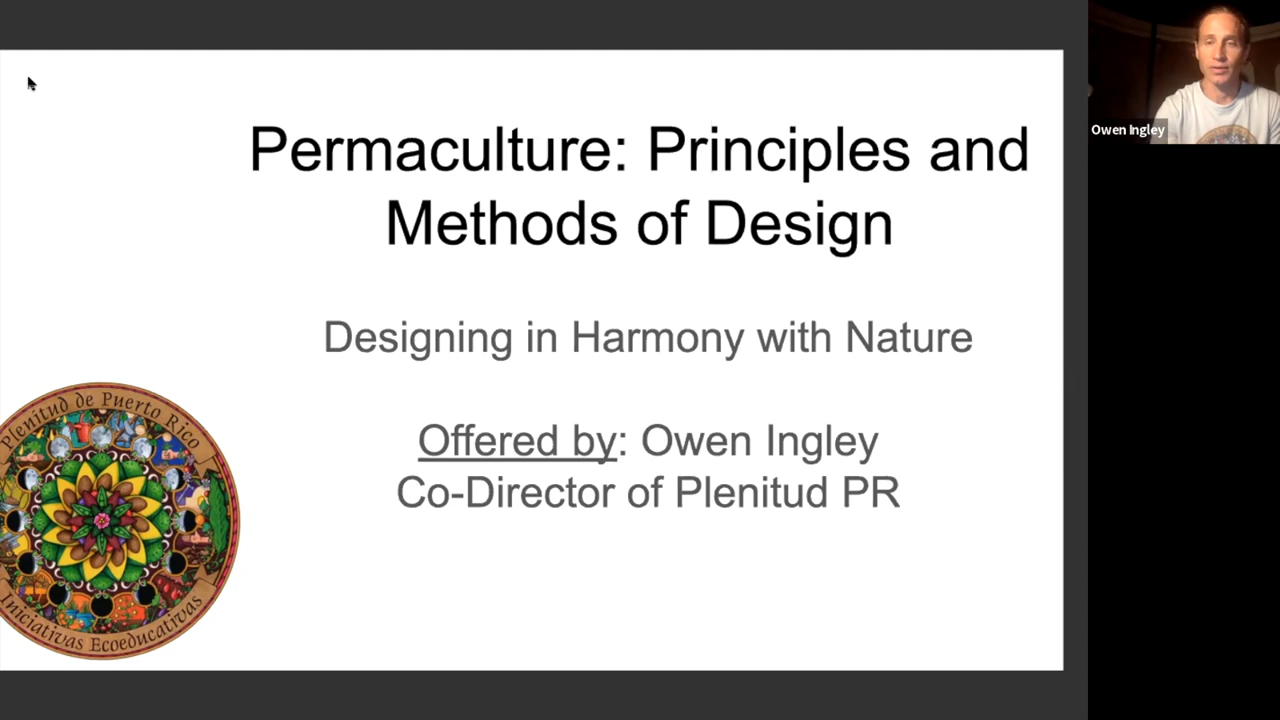 Permaculture: Principles and
Methods of Design
Designing in Harmony with Nature
Offered by: Owen Ingley
Co-Director of Plenitud PR
Plenitud de Puerto Rico
Iniciativas Ecoeducativas
Owen Ingley